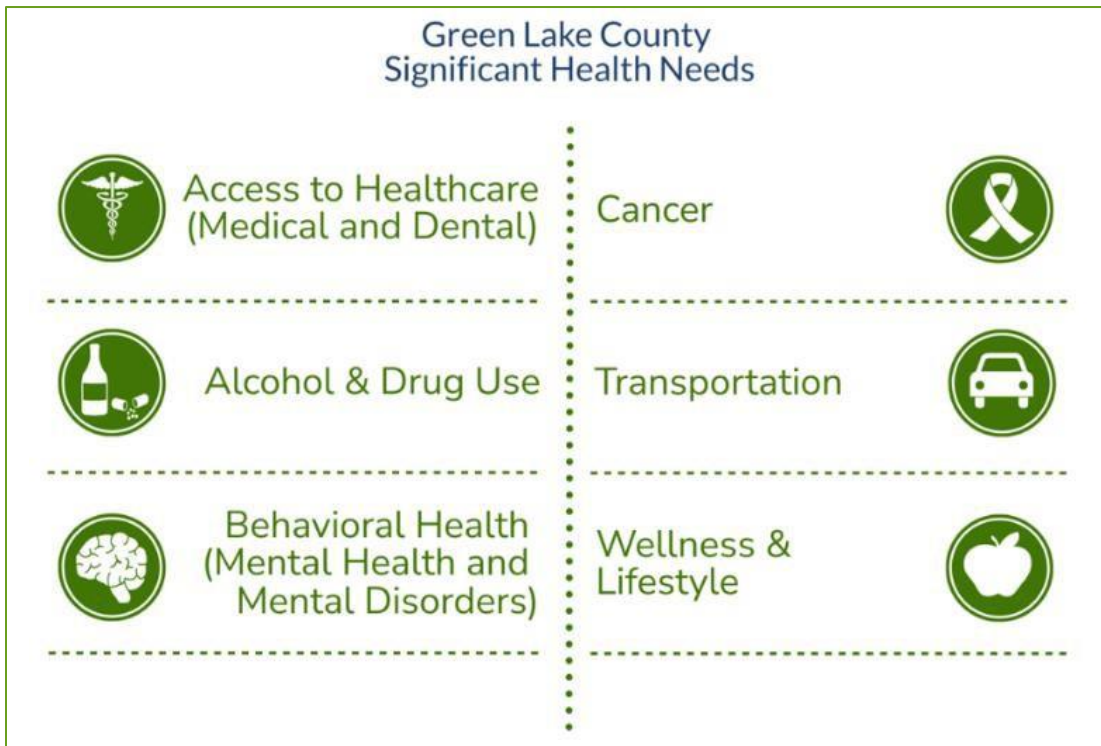 Green Lake County
Significant Health Needs
Access to Healthcare
(Medical and Dental)
Cancer
Alcohol & Drug Use
Transportation
Behavioral Health
(Mental Health and
Mental Disorders)
Wellness &
Lifestyle